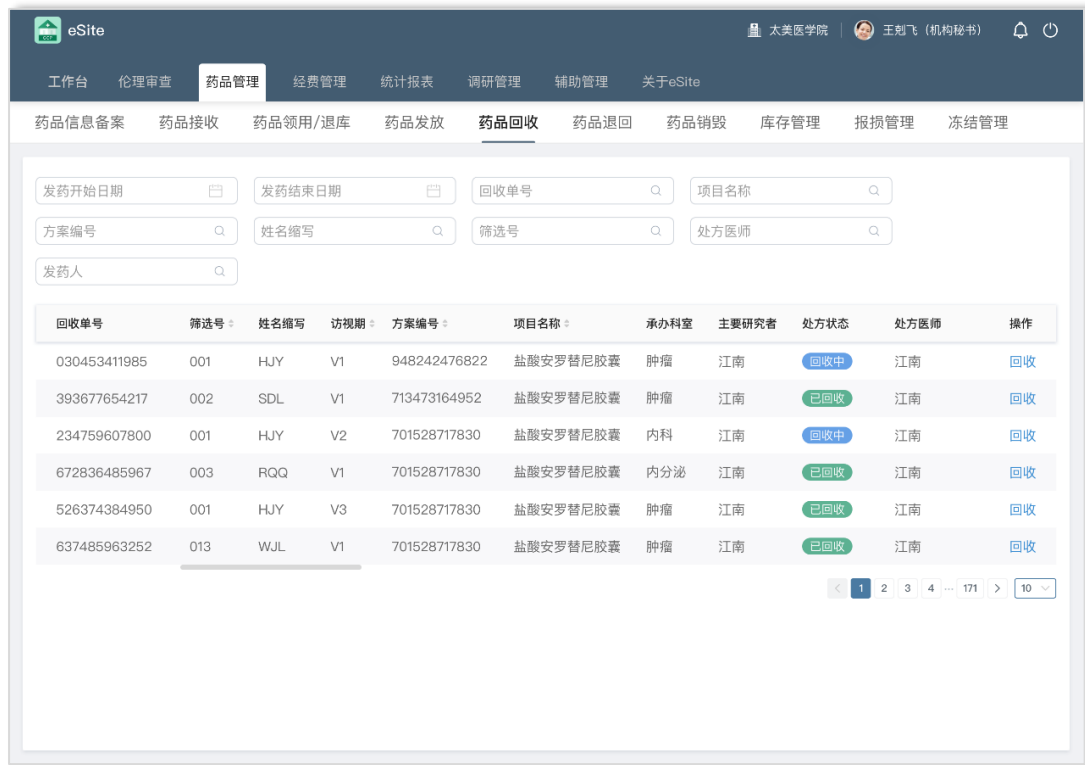 eSite 太美医学院 王剋飞（机构秘书）
工作台 伦理审查 药品管理 经费管理 统计报表 调研管理 辅助管理 关于eSite
药品信息备案 药品接收 药品领用/退库 药品发放 药品回收 药品退回 药品销毁 库存管理 报损管理 冻结管理
发药开始日期 发药结束日期 回收单号 项目名称
方案编号 姓名缩写 筛选号 处方医师
发药人
回收单号 筛选号 姓名缩写 访视期 方案编号 项目名称 承办科室 主要研究者 处方状态 处方医师 操作
030453411985 001 HJY V1 948242476822 盐酸安罗替尼胶囊 肿瘤 江南 回收中 江南 回收
393677654217 002 SDL V1 713473164952 盐酸安罗替尼胶囊 肿瘤 江南 已回收 江南 回收
234759607800 001 HJY V2 701528717830 盐酸安罗替尼胶囊 内科 江南 回收中 江南 回收
672836485967 003 RQQ V1 701528717830 盐酸安罗替尼胶囊 内分泌 江南 已回收 江南 回收
526374384950 001 HJY V3 701528717830 盐酸安罗替尼胶囊 肿瘤 江南 已回收 江南 回收
637485963252 013 WJL V1 701528717830 盐酸安罗替尼胶囊 肿瘤 江南 已回收 江南 回收
1 2 3 4 ··· 171 10